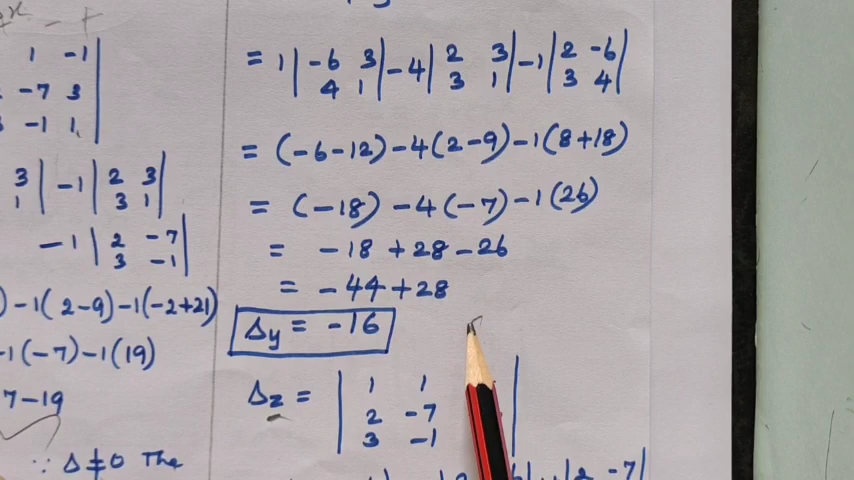 1 -1
-7 3
-1 1
3 | -1 | 2 3 |
1 | 3 1 |
-1 | 2 -7 |
3 -1 |
) -1(2-9) -1(-2+21)
-1(-7) -1(19)
7-19
∵ Δ≠0 The
= 1 | -6 3 | -4 | 2 3 | -1 | 2 -6 |
4 1 | 3 1 | 3 4 |
= (-6-12) -4(2-9) -1(8+18)
= (-18) -4(-7) -1(26)
= -18 +28 -26
= -44 +28
Δy = -16
Δz = | 1 1 |
2 -7
3 -1
2 -7 |